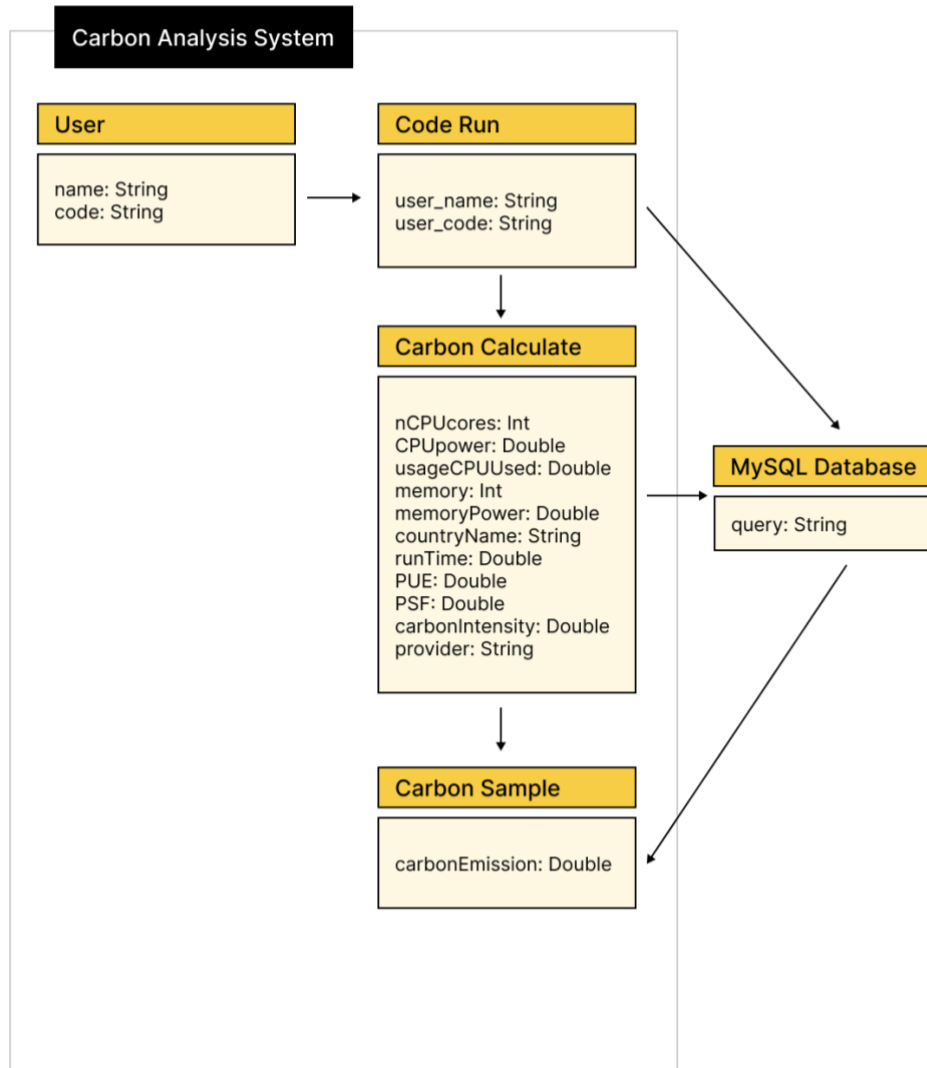 Carbon Analysis System
User
name: String
code: String
Code Run
user_name: String
user_code: String
Carbon Calculate
nCPUcores: Int
CPUpower: Double
usageCPUUsed: Double
memory: Int
memoryPower: Double
countryName: String
runTime: Double
PUE: Double
PSF: Double
carbonIntensity: Double
provider: String
MySQL Database
query: String
Carbon Sample
carbonEmission: Double